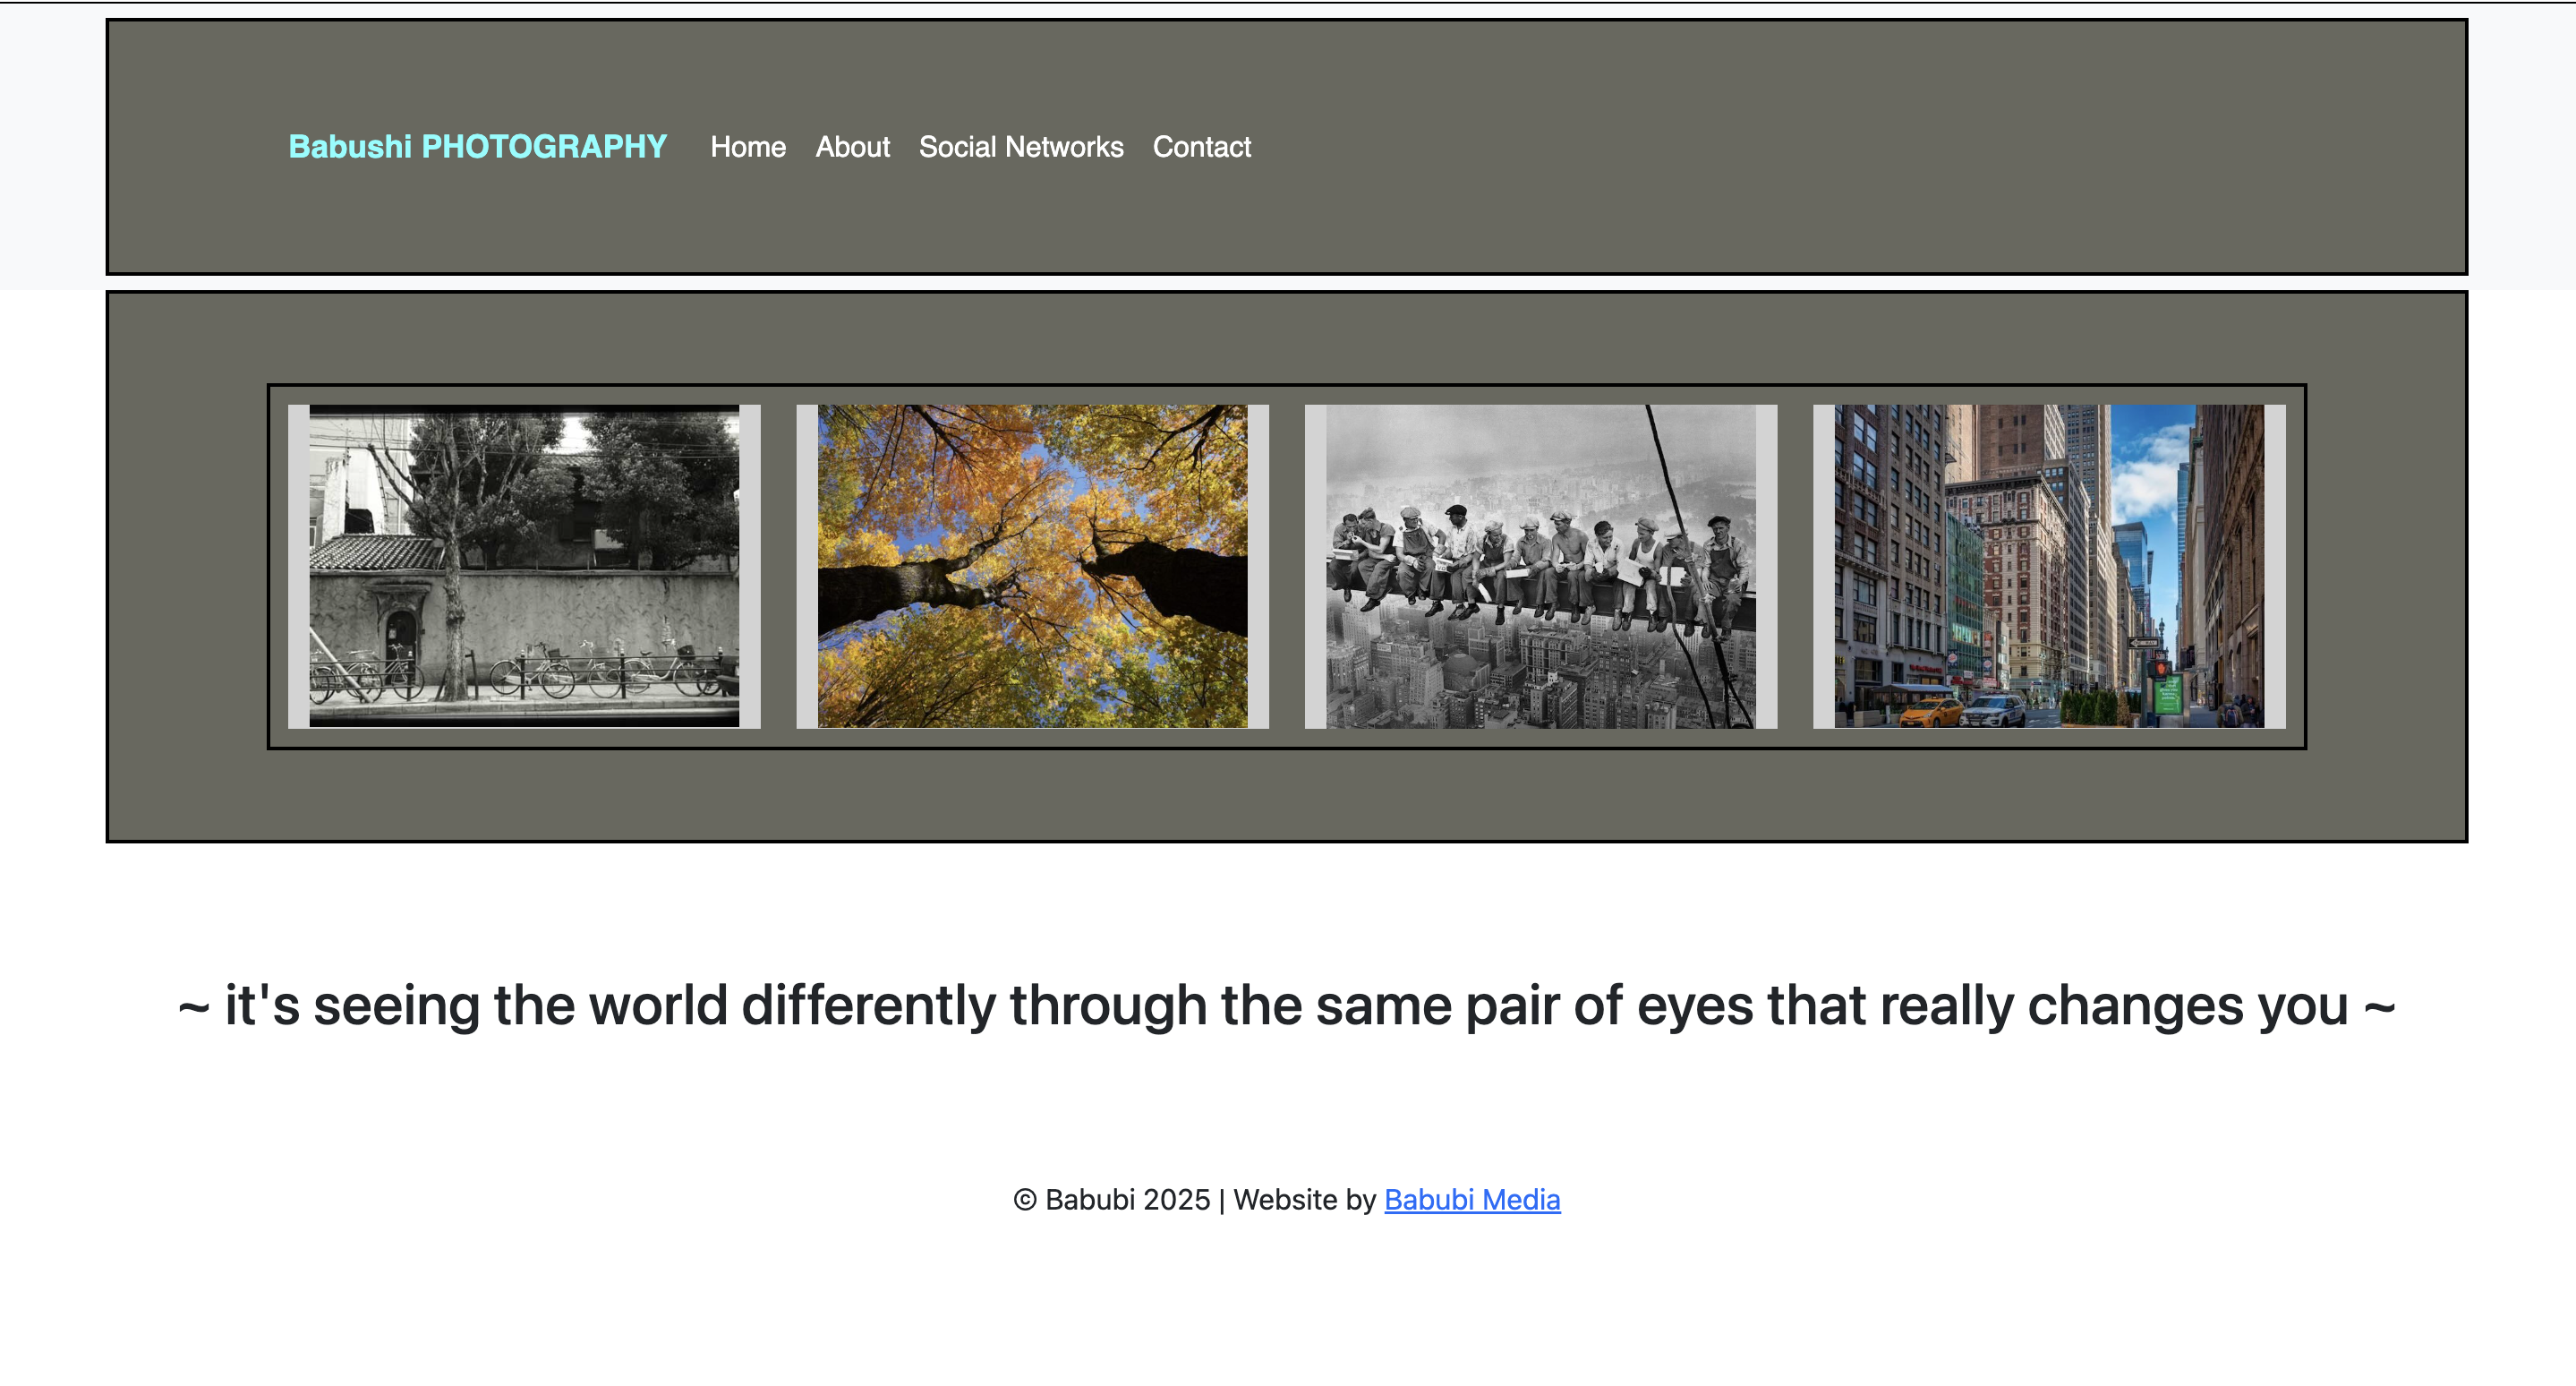 Babushi PHOTOGRAPHY Home About Social Networks Contact
~ it's seeing the world differently through the same pair of eyes that really changes you ~
© Babubi 2025 | Website by Babubi Media